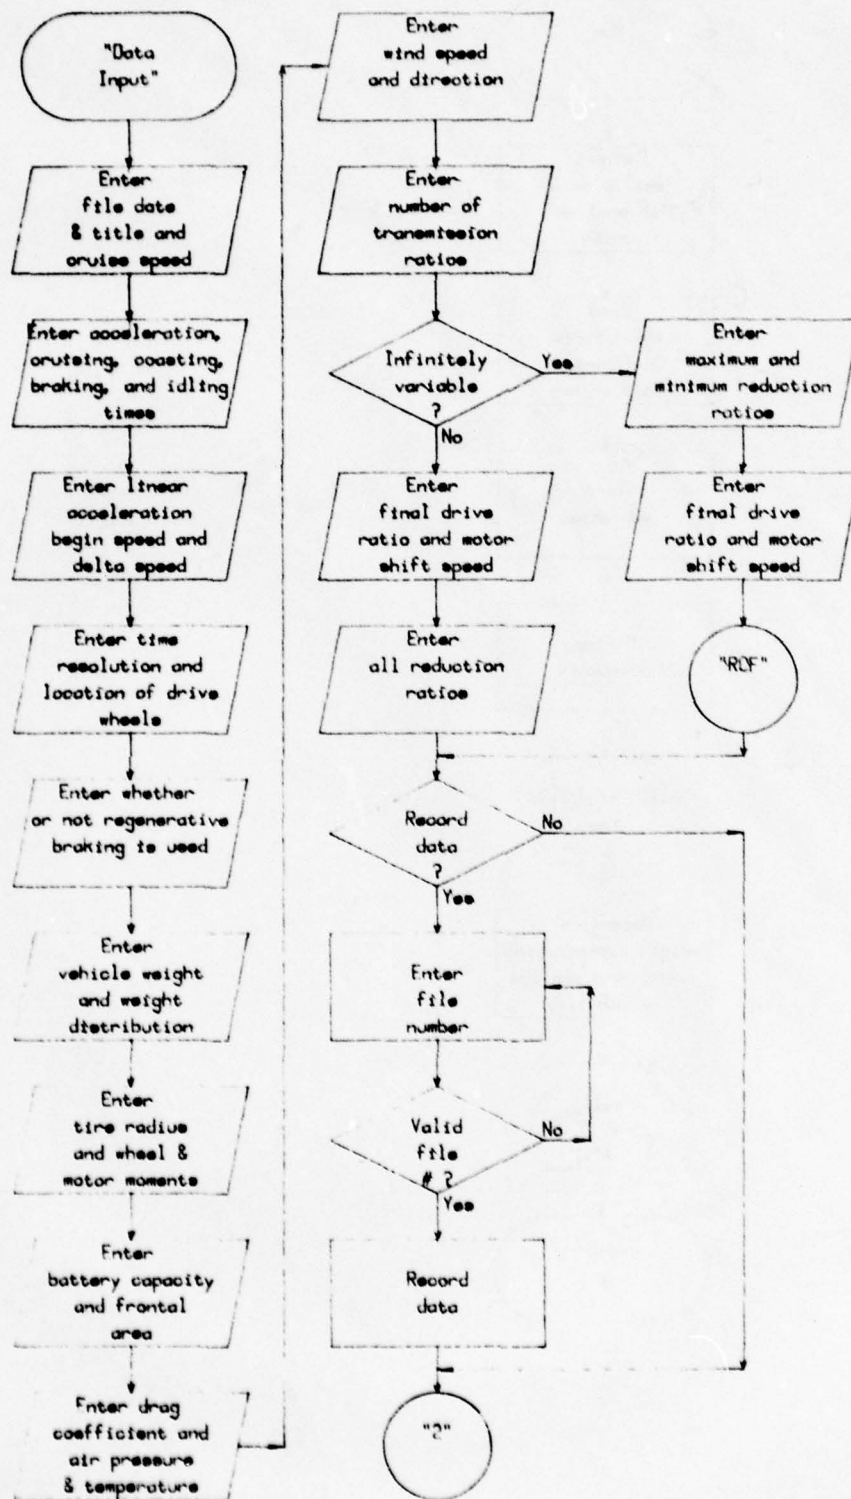 "Data
Input"
Enter
file date
& title and
cruise speed
Enter acceleration,
cruising, coasting,
braking, and idling
times
Enter linear
acceleration
begin speed and
delta speed
Enter time
resolution and
location of drive
wheels
Enter whether
or not regenerative
braking is used
Enter
vehicle weight
and weight
distribution
Enter
tire radius
and wheel &
motor moments
Enter
battery capacity
and frontal
area
Enter drag
coefficient and
air pressure
& temperature
Enter
wind speed
and direction
Enter
number of
transmission
ratios
Infinitely
variable
?
Yes
No
Enter
maximum and
minimum reduction
ratios
Enter
final drive
ratio and motor
shift speed
Enter
final drive
ratio and motor
shift speed
Enter
all reduction
ratios
"RDF"
Record
data
?
No
Yes
Enter
file
number
Valid
file
# ?
No
Yes
Record
data
"2"